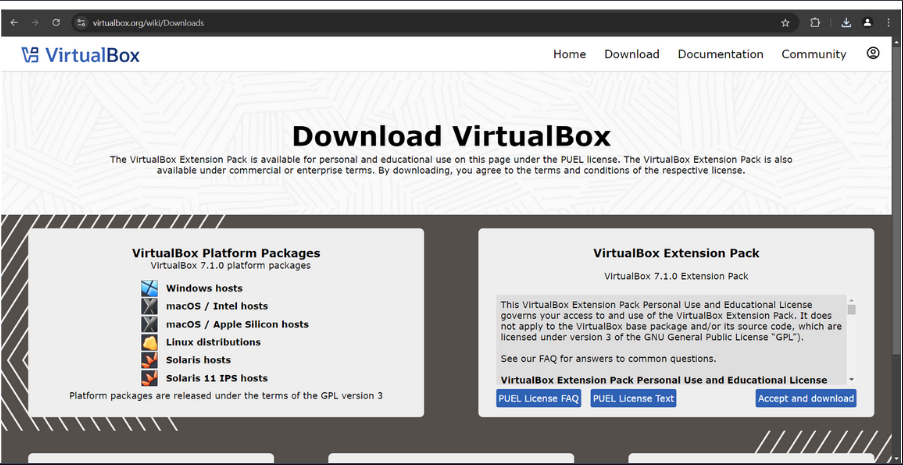 virtualbox.org/wiki/Downloads
VirtualBox
Home Download Documentation Community
Download VirtualBox
The VirtualBox Extension Pack is available for personal and educational use on this page under the PUEL license. The VirtualBox Extension Pack is also
available under commercial or enterprise terms. By downloading, you agree to the terms and conditions of the respective license.
VirtualBox Platform Packages
VirtualBox 7.1.0 platform packages
Windows hosts
macOS / Intel hosts
macOS / Apple Silicon hosts
Linux distributions
Solaris hosts
Solaris 11 IPS hosts
Platform packages are released under the terms of the GPL version 3
VirtualBox Extension Pack
VirtualBox 7.1.0 Extension Pack
This VirtualBox Extension Pack Personal Use and Educational License
governs your access to and use of the VirtualBox Extension Pack. It does
not apply to the VirtualBox base package and/or its source code, which are
licensed under version 3 of the GNU General Public License “GPL”).
See our FAQ for answers to common questions.
VirtualBox Extension Pack Personal Use and Educational License
PUEL License FAQ PUEL License Text Accept and download